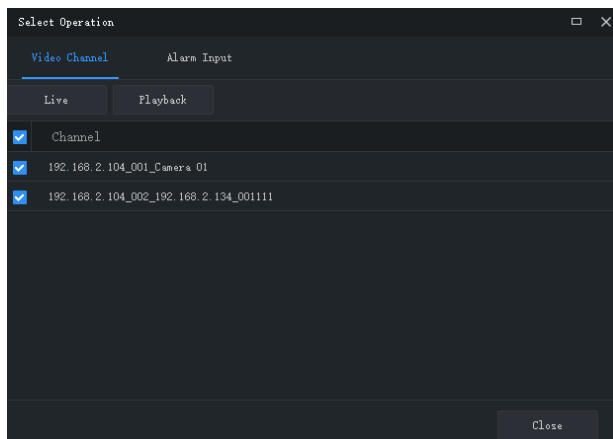 Select Operation
Video Channel Alarm Input
Live Playback
Channel
192.168.2.104_001_Camera 01
192.168.2.104_002_192.168.2.134_001111
Close